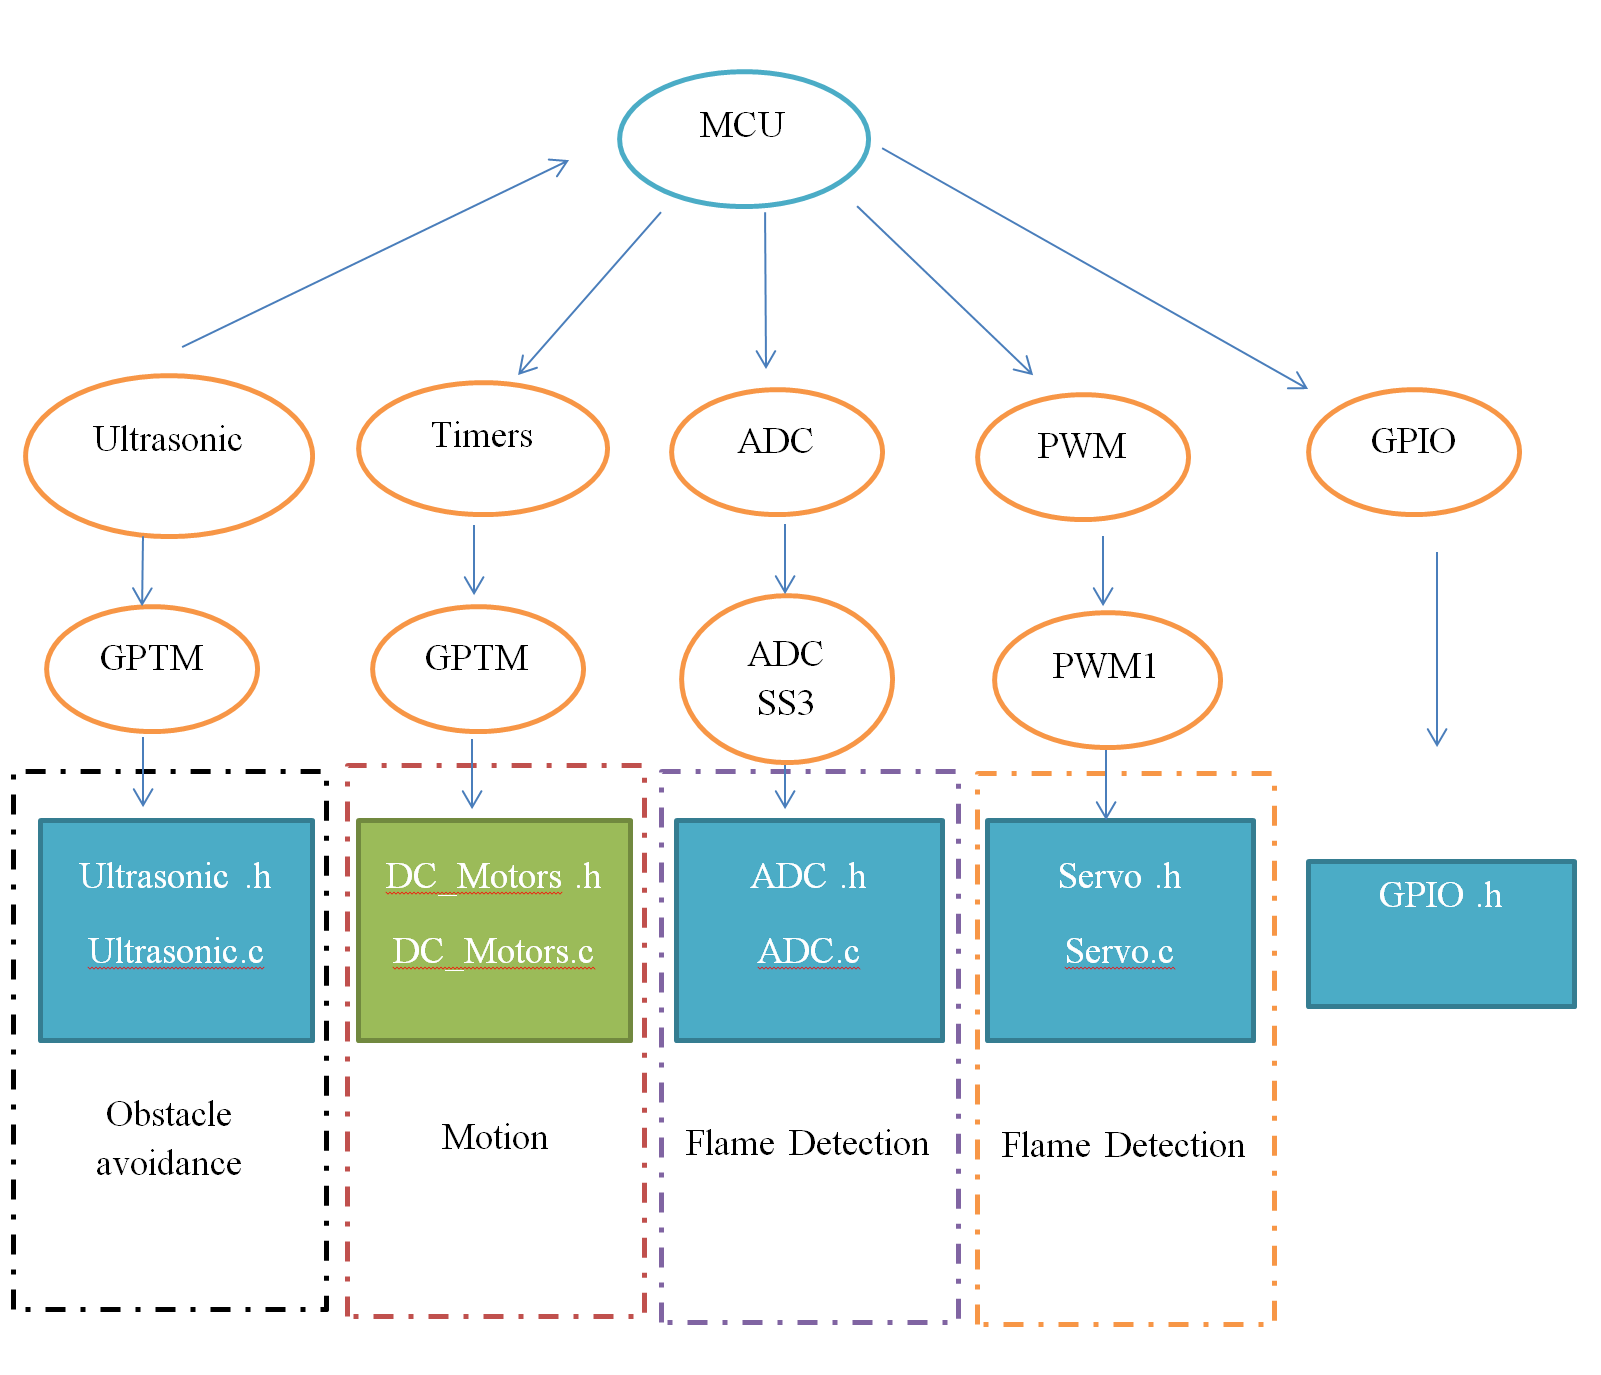 MCU
Ultrasonic
Timers
ADC
PWM
GPIO
GPTM
GPTM
ADC
SS3
PWM1
Ultrasonic .h
Ultrasonic.c
DC_Motors .h
DC_Motors.c
ADC .h
ADC.c
Servo .h
Servo.c
GPIO .h
Obstacle
avoidance
Motion
Flame Detection
Flame Detection